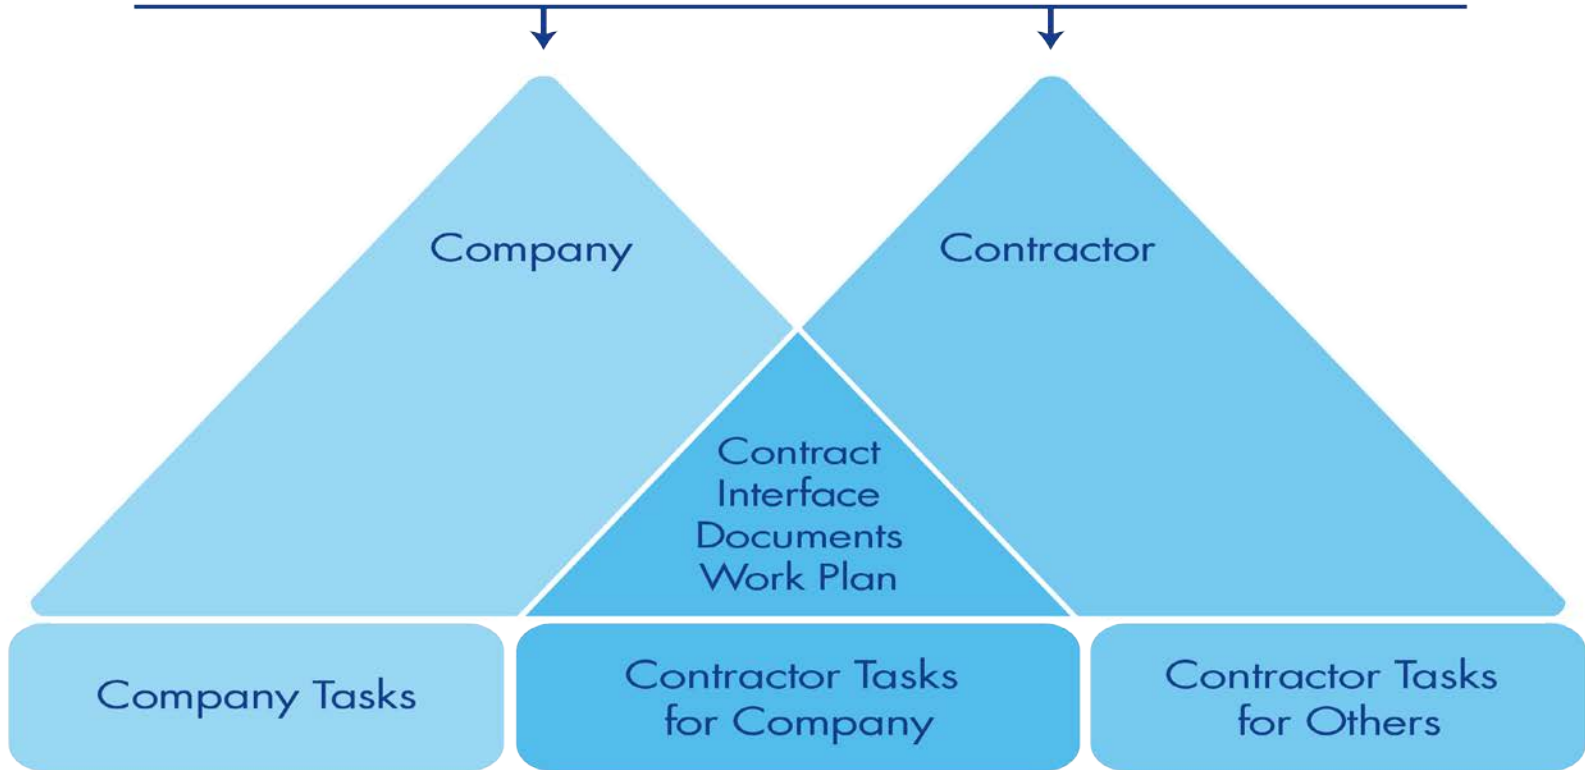 Company
Contractor
Contract
Interface
Documents
Work Plan
Company Tasks
Contractor Tasks
for Company
Contractor Tasks
for Others